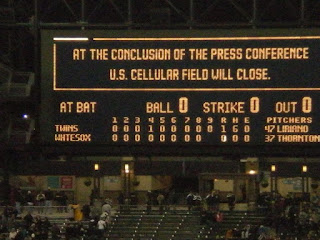 AT THE CONCLUSION OF THE PRESS CONFERENCE
U.S. CELLULAR FIELD WILL CLOSE.
AT BAT BALL 0 STRIKE 0 OUT 0
1 2 3 4 5 6 7 8 9 R H E PITCHERS
TWINS 0 0 0 1 0 0 0 0 0 1 6 0 47 LIRIANO
WHTESOX 0 0 0 0 0 0 0 0 0 0 0 0 37 THORNTON